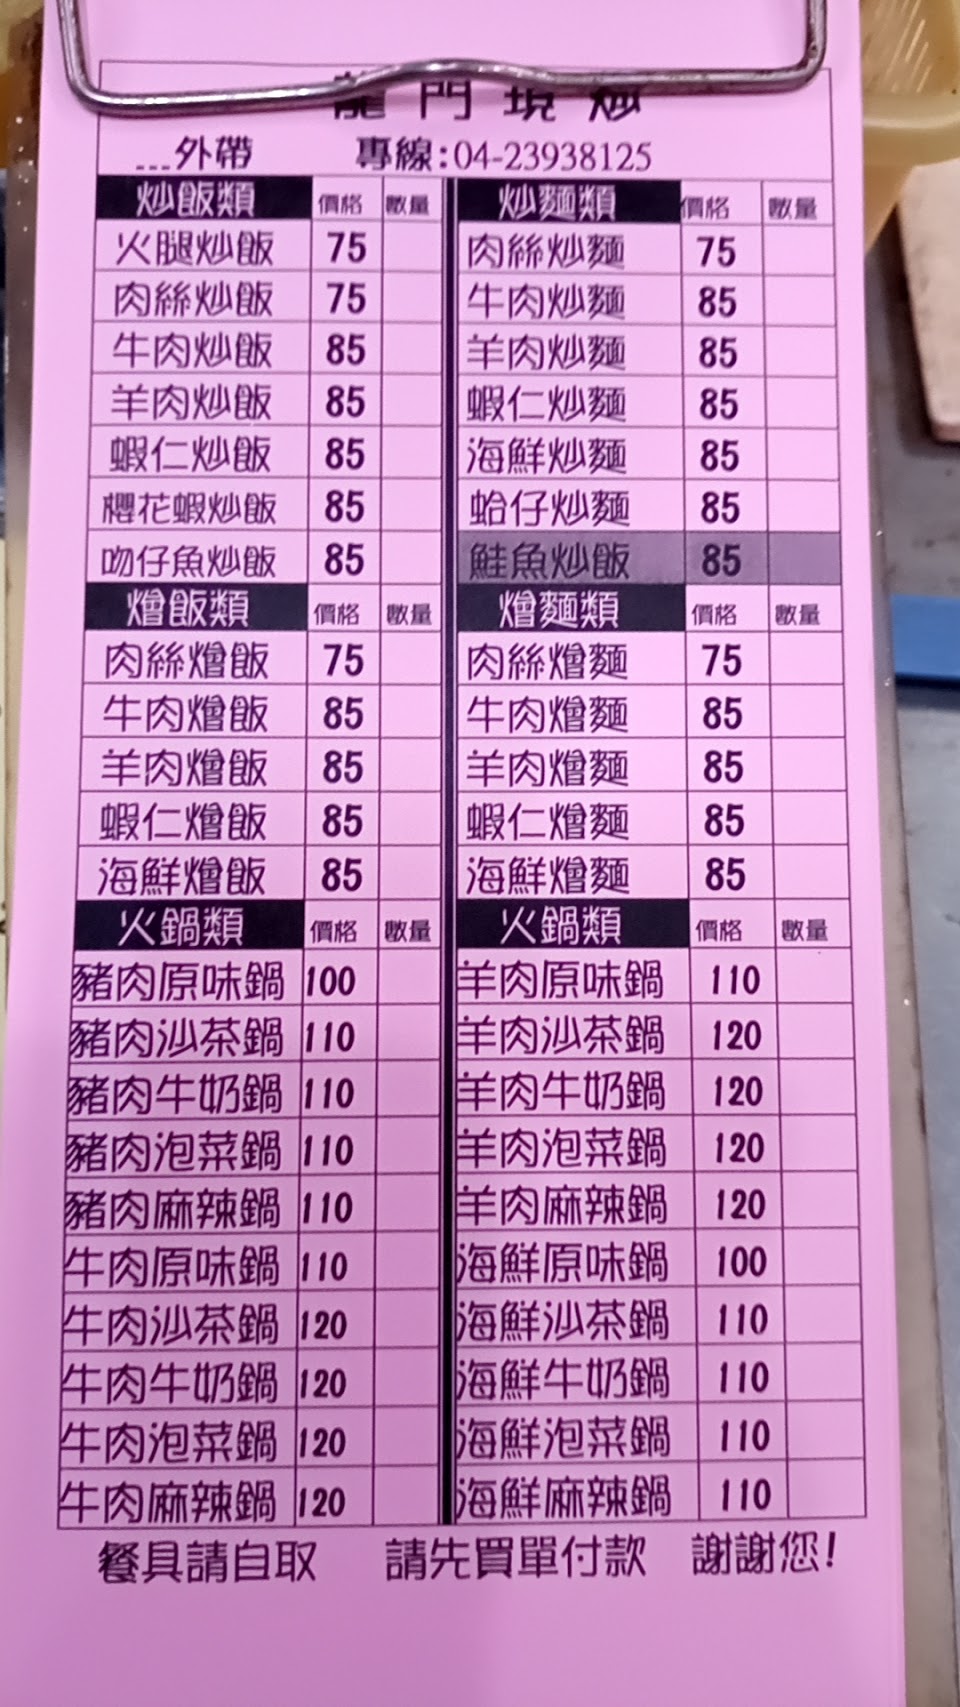 龍門現炒
---外帶 專線:04-23938125
炒飯類 價格 數量 炒麵類 價格 數量
火腿炒飯 75 肉絲炒麵 75
肉絲炒飯 75 牛肉炒麵 85
牛肉炒飯 85 羊肉炒麵 85
羊肉炒飯 85 蝦仁炒麵 85
蝦仁炒飯 85 海鮮炒麵 85
櫻花蝦炒飯 85 蛤仔炒麵 85
吻仔魚炒飯 85 鮭魚炒飯 85
燴飯類 價格 數量 燴麵類 價格 數量
肉絲燴飯 75 肉絲燴麵 75
牛肉燴飯 85 牛肉燴麵 85
羊肉燴飯 85 羊肉燴麵 85
蝦仁燴飯 85 蝦仁燴麵 85
海鮮燴飯 85 海鮮燴麵 85
火鍋類 價格 數量 火鍋類 價格 數量
豬肉原味鍋 100 羊肉原味鍋 110
豬肉沙茶鍋 110 羊肉沙茶鍋 120
豬肉牛奶鍋 110 羊肉牛奶鍋 120
豬肉泡菜鍋 110 羊肉泡菜鍋 120
豬肉麻辣鍋 110 羊肉麻辣鍋 120
牛肉原味鍋 110 海鮮原味鍋 100
牛肉沙茶鍋 120 海鮮沙茶鍋 110
牛肉牛奶鍋 120 海鮮牛奶鍋 110
牛肉泡菜鍋 120 海鮮泡菜鍋 110
牛肉麻辣鍋 120 海鮮麻辣鍋 110
餐具請自取 請先買單付款 謝謝您!